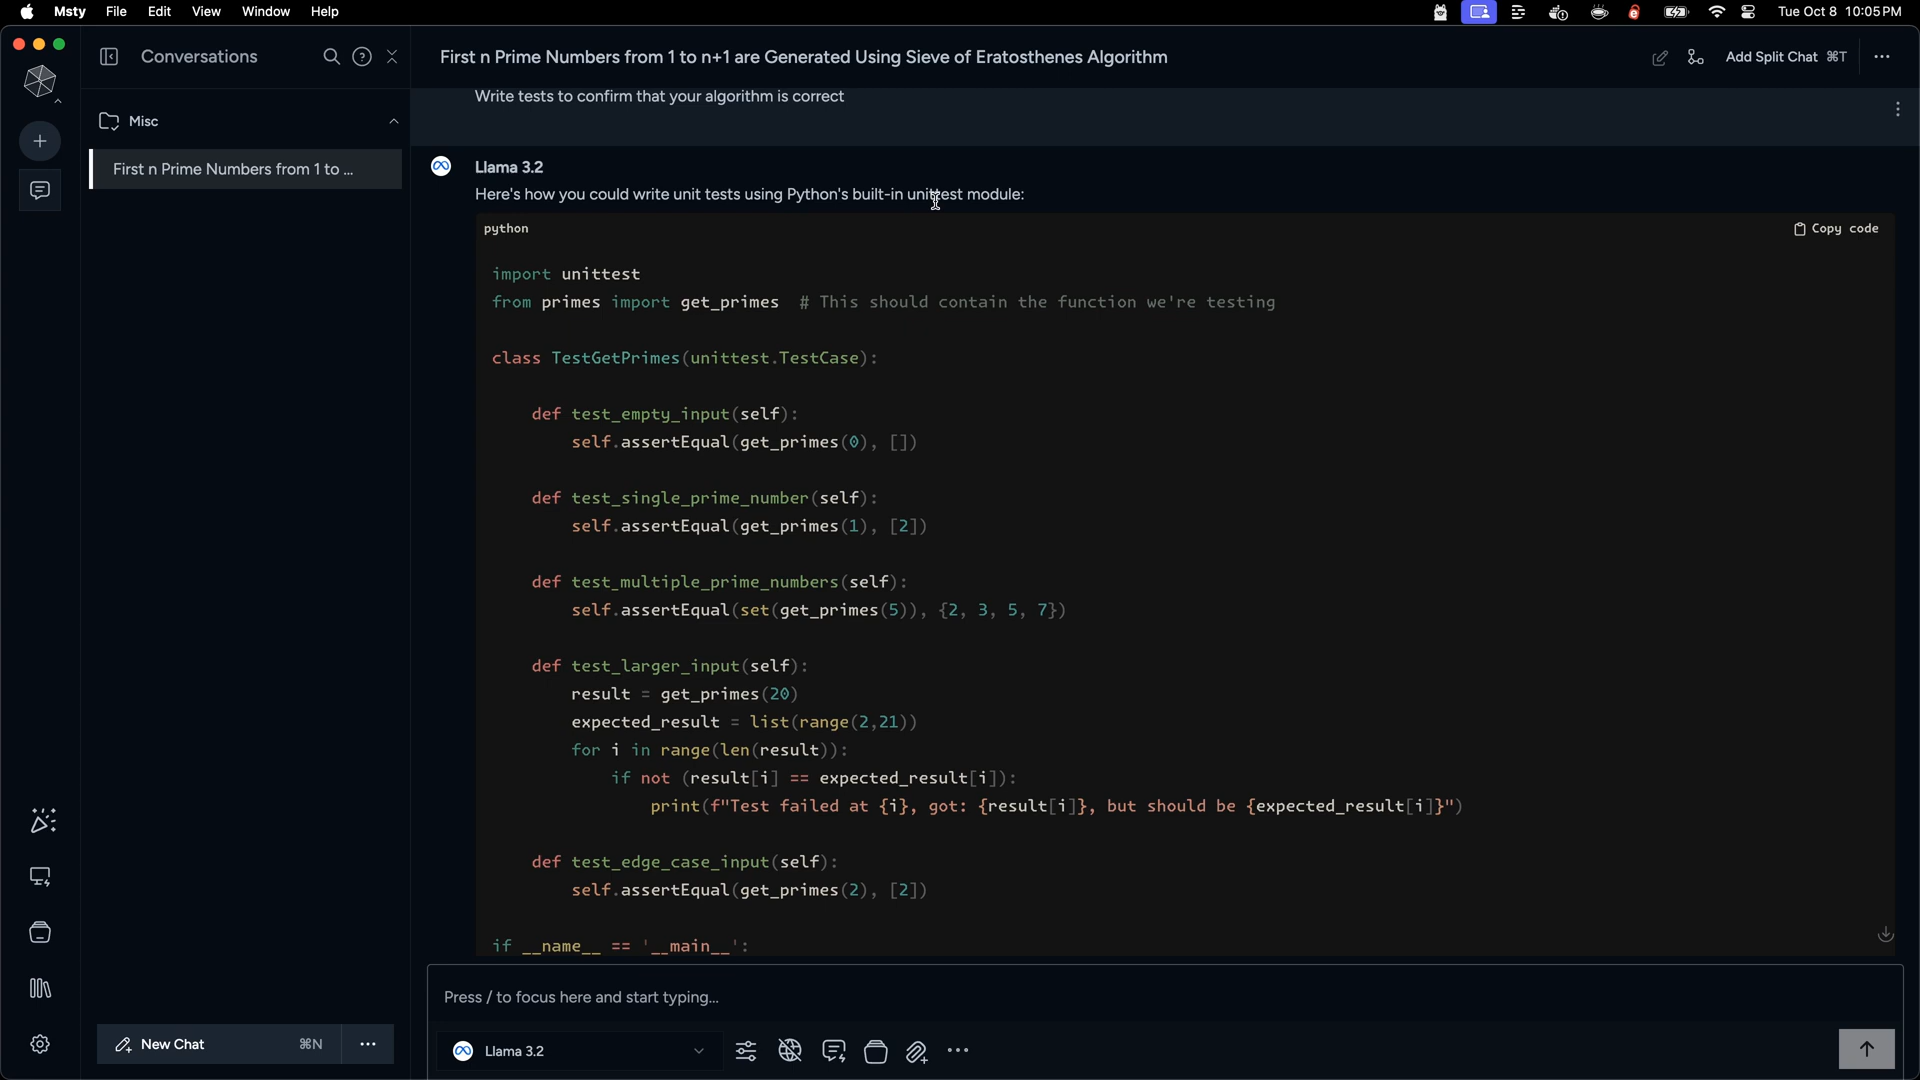 Msty File Edit View Window Help
Tue Oct 8 10:05 PM
Conversations
First n Prime Numbers from 1 to n+1 are Generated Using Sieve of Eratosthenes Algorithm
Add Split Chat ⌘T
Misc
First n Prime Numbers from 1 to ...
Write tests to confirm that your algorithm is correct
Llama 3.2
Here's how you could write unit tests using Python's built-in unittest module:
python
Copy code
import unittest
from primes import get_primes  # This should contain the function we're testing
class TestGetPrimes(unittest.TestCase):
    def test_empty_input(self):
        self.assertEqual(get_primes(0), [])
    def test_single_prime_number(self):
        self.assertEqual(get_primes(1), [2])
    def test_multiple_prime_numbers(self):
        self.assertEqual(set(get_primes(5)), {2, 3, 5, 7})
    def test_larger_input(self):
        result = get_primes(20)
        expected_result = list(range(2,21))
        for i in range(len(result)):
            if not (result[i] == expected_result[i]):
                print(f"Test failed at {i}, got: {result[i]}, but should be {expected_result[i]}")
    def test_edge_case_input(self):
        self.assertEqual(get_primes(2), [2])
if __name__ == '__main__':
Press / to focus here and start typing...
New Chat ⌘N
Llama 3.2